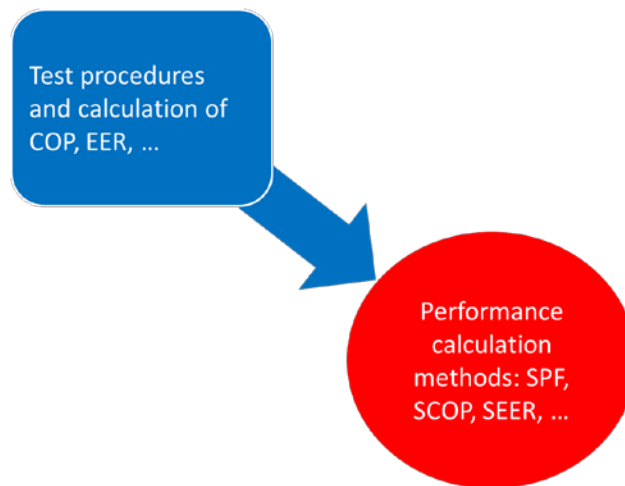 Test procedures
and calculation of
COP, EER, ...
Performance
calculation
methods: SPF,
SCOP, SEER, ...